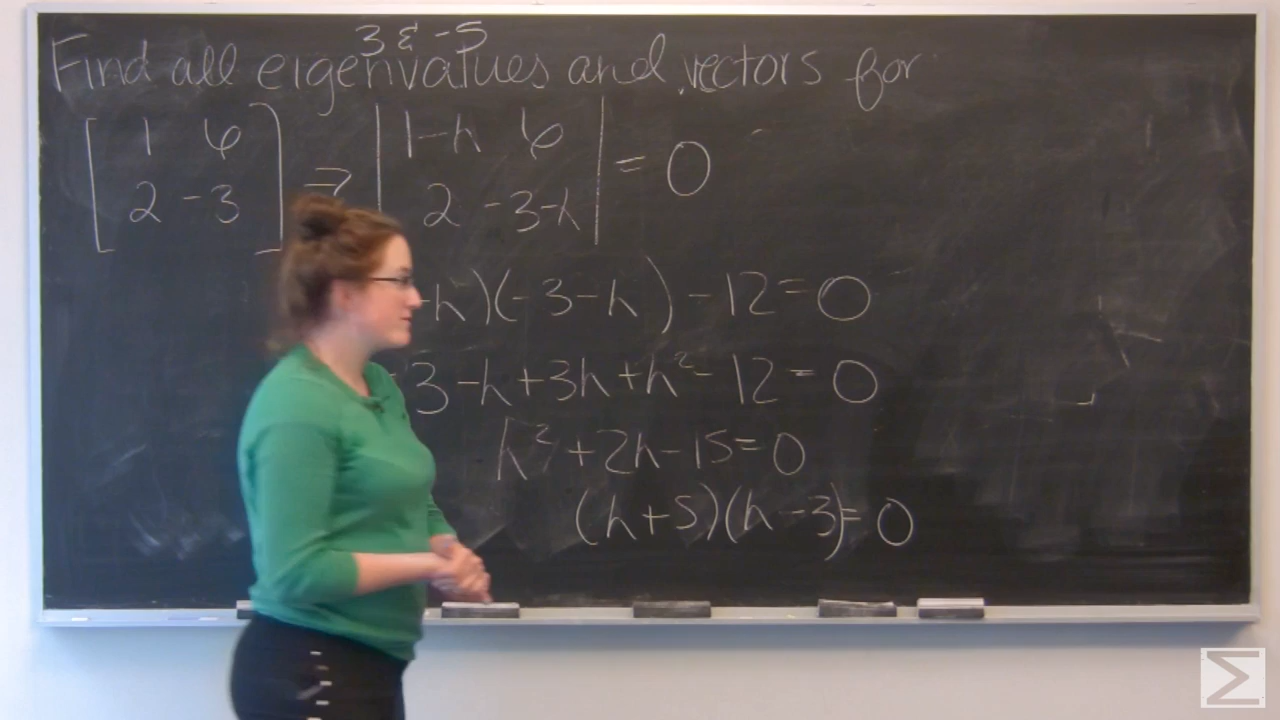 3 & -5
Find all eigenvalues and vectors for
[ 1 6 ] ⇒ | 1-λ 6 | = 0
[ 2 -3 ] | 2 -3-λ |
-λ)(-3-λ)-12=0
3-λ+3λ+λ²-12=0
λ²+2λ-15=0
(λ+5)(λ-3)=0
Σ